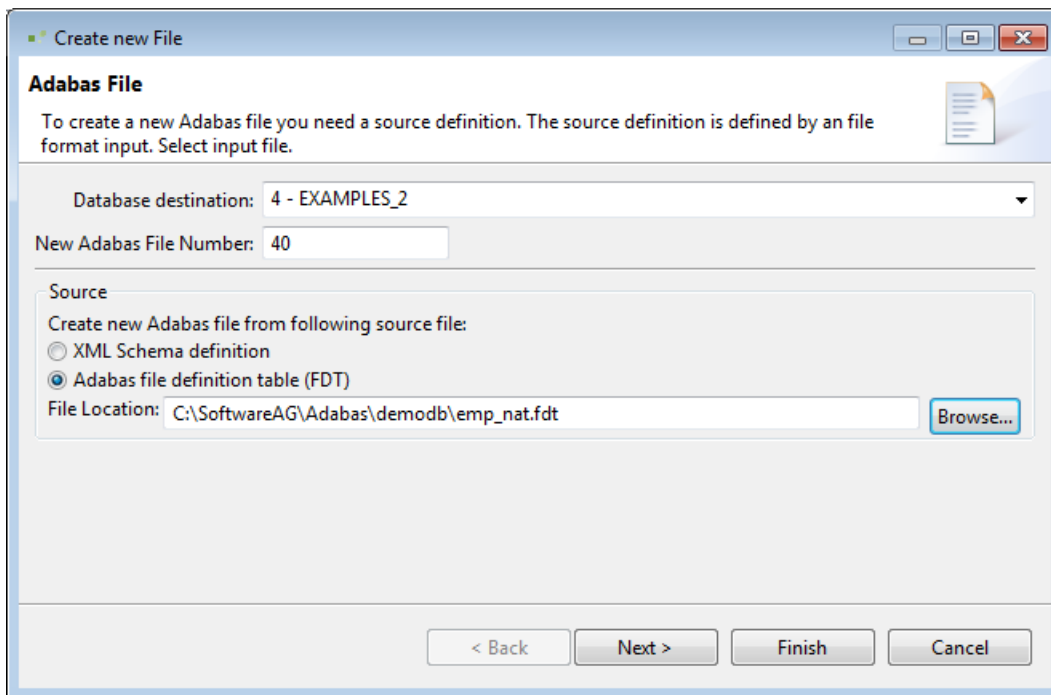 Create new File
Adabas File
To create a new Adabas file you need a source definition. The source definition is defined by an file
format input. Select input file.
Database destination: 4 - EXAMPLES_2
New Adabas File Number: 40
Source
Create new Adabas file from following source file:
XML Schema definition
Adabas file definition table (FDT)
File Location: C:\SoftwareAG\Adabas\demodb\emp_nat.fdt Browse...
< Back Next > Finish Cancel